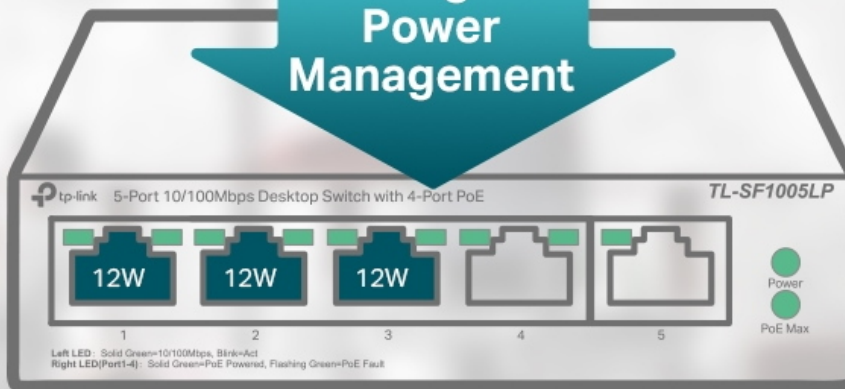 Power
Management
tp-link 5-Port 10/100Mbps Desktop Switch with 4-Port PoE
TL-SF1005LP
12W 12W 12W
1 2 3 4 5
Power
PoE Max
Left LED: Solid Green=10/100Mbps, Blink=Act
Right LED(Port1-4): Solid Green=PoE Powered, Flashing Green=PoE Fault